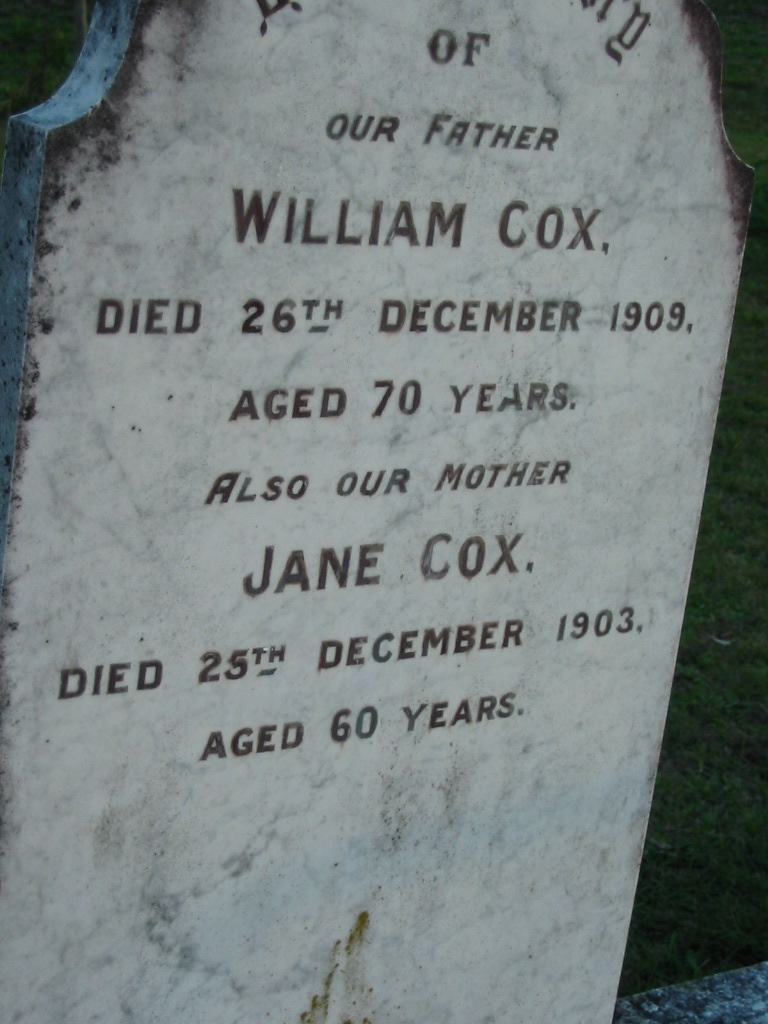 OF
OUR FATHER
WILLIAM COX,
DIED 26TH DECEMBER 1909,
AGED 70 YEARS.
ALSO OUR MOTHER
JANE COX,
DIED 25TH DECEMBER 1903,
AGED 60 YEARS.